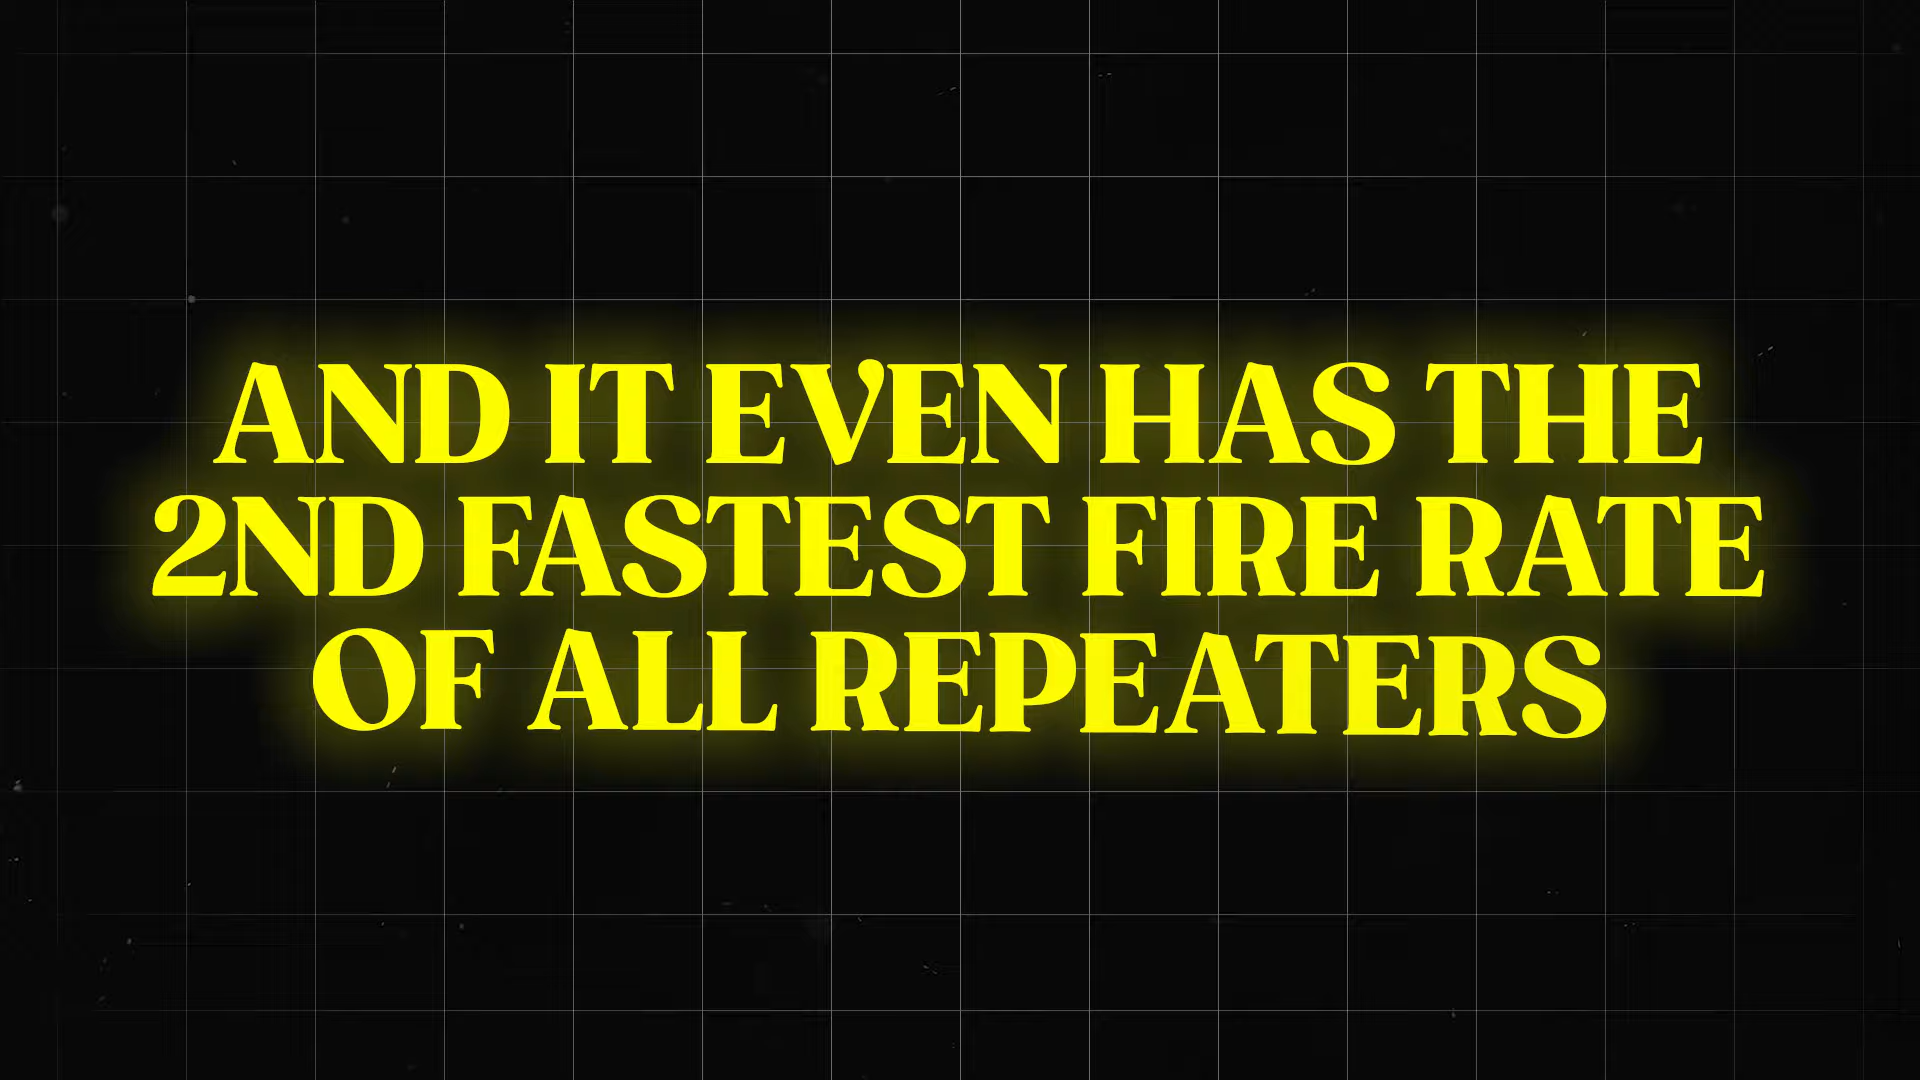 AND IT EVEN HAS THE
2ND FASTEST FIRE RATE
OF ALL REPEATERS